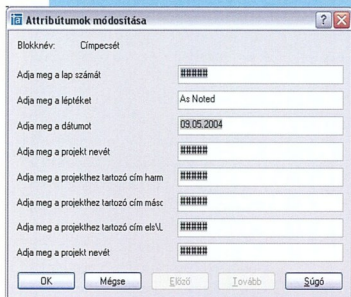 Attribútumok módosítása
Blokknév: Címpecsét
Adja meg a lap számát #####
Adja meg a léptéket As Noted
Adja meg a dátumot 09.05.2004
Adja meg a projekt nevét #####
Adja meg a projekthez tartozó cím harm #####
Adja meg a projekthez tartozó cím másc #####
Adja meg a projekthez tartozó cím els\L #####
Adja meg a projekt nevét #####
OK Mégse Előző Tovább Súgó